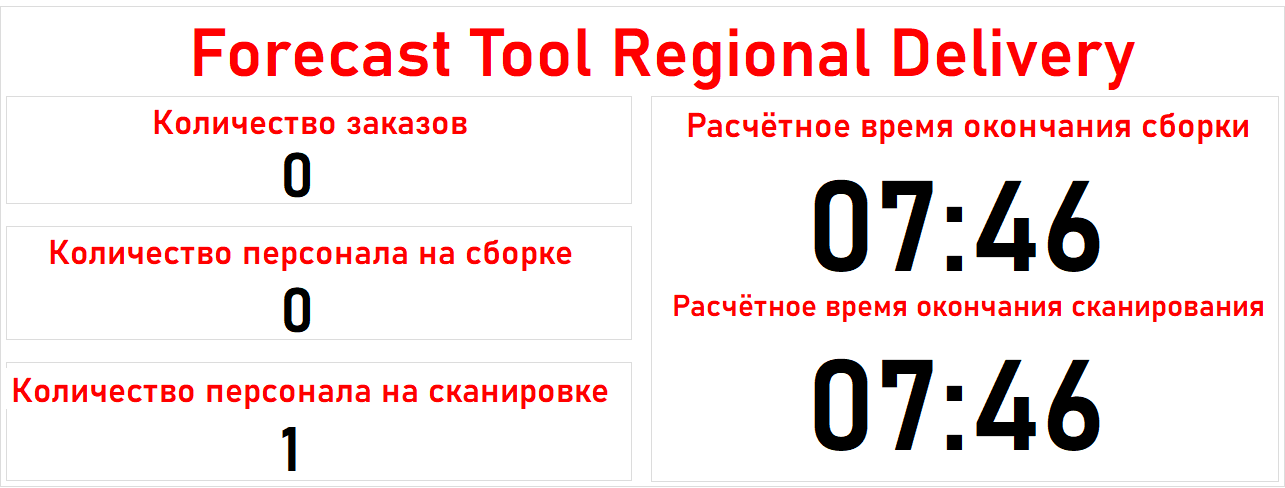 Forecast Tool Regional Delivery
Количество заказов
0
Количество персонала на сборке
0
Количество персонала на сканировке
1
Расчётное время окончания сборки
07:46
Расчётное время окончания сканирования
07:46